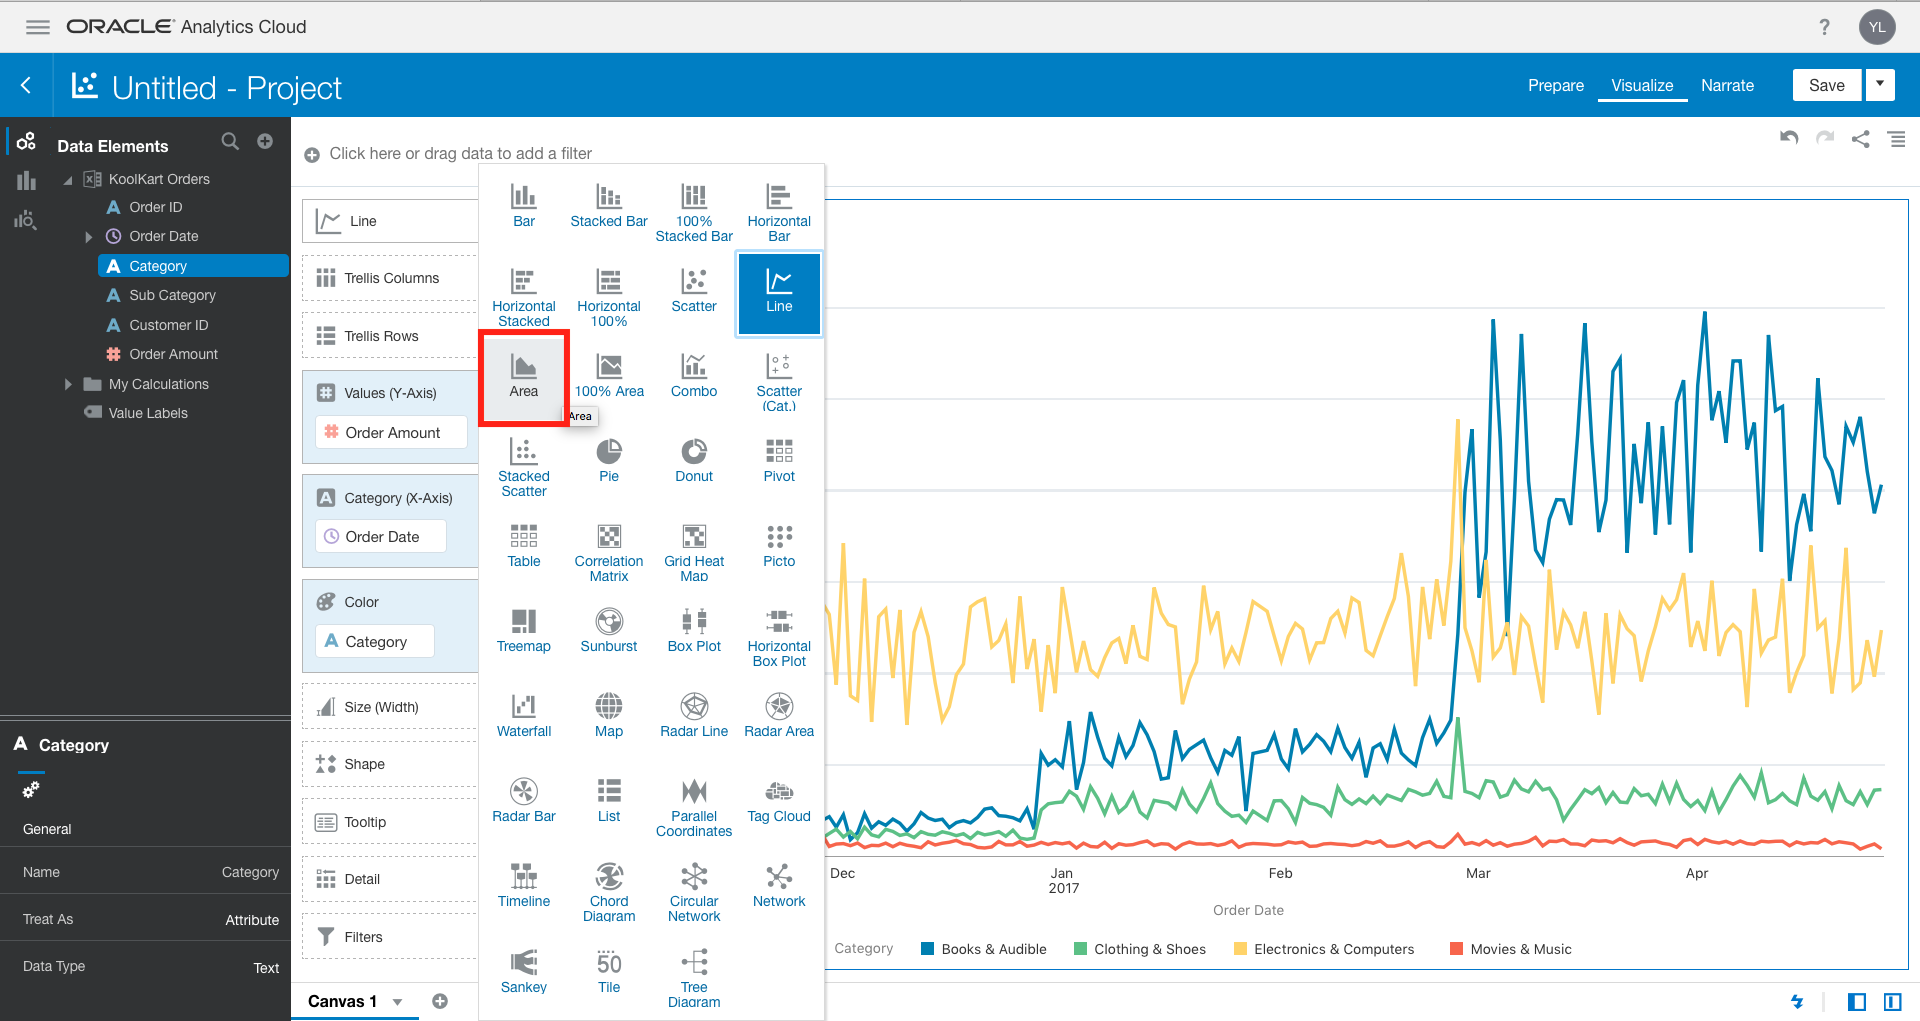 ORACLE Analytics Cloud
? YL
Untitled - Project
Prepare Visualize Narrate Save
Data Elements
KoolKart Orders
Order ID
Order Date
Category
Sub Category
Customer ID
Order Amount
My Calculations
Value Labels
Category
General
Name Category
Treat As Attribute
Data Type Text
Click here or drag data to add a filter
Line
Trellis Columns
Trellis Rows
Values (Y-Axis)
Order Amount
Category (X-Axis)
Order Date
Color
Category
Size (Width)
Shape
Tooltip
Detail
Filters
Bar
Stacked Bar
100%
Stacked Bar
Horizontal
Bar
Horizontal
Stacked
Horizontal
100%
Scatter
Line
Area
100% Area
Combo
Scatter
(Cat.)
Area
Stacked
Scatter
Pie
Donut
Pivot
Table
Correlation
Matrix
Grid Heat
Map
Picto
Treemap
Sunburst
Box Plot
Horizontal
Box Plot
Waterfall
Map
Radar Line
Radar Area
Radar Bar
List
Parallel
Coordinates
Tag Cloud
Timeline
Chord
Diagram
Circular
Network
Network
Sankey
50
Tile
Tree
Diagram
Dec Jan Feb Mar Apr
2017
Order Date
Category Books & Audible Clothing & Shoes Electronics & Computers Movies & Music
Canvas 1